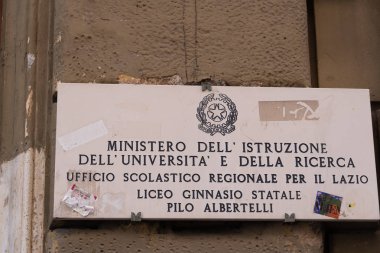 MINISTERO dell'ISTRUZIONE
DELL'UNIVERSITA' E DELLA RICERCA
UFFICIO SCOLASTICO REGIONALE PER IL LAZIO
LICEO GINNASIO STATALE
PILO ALBERTELLI